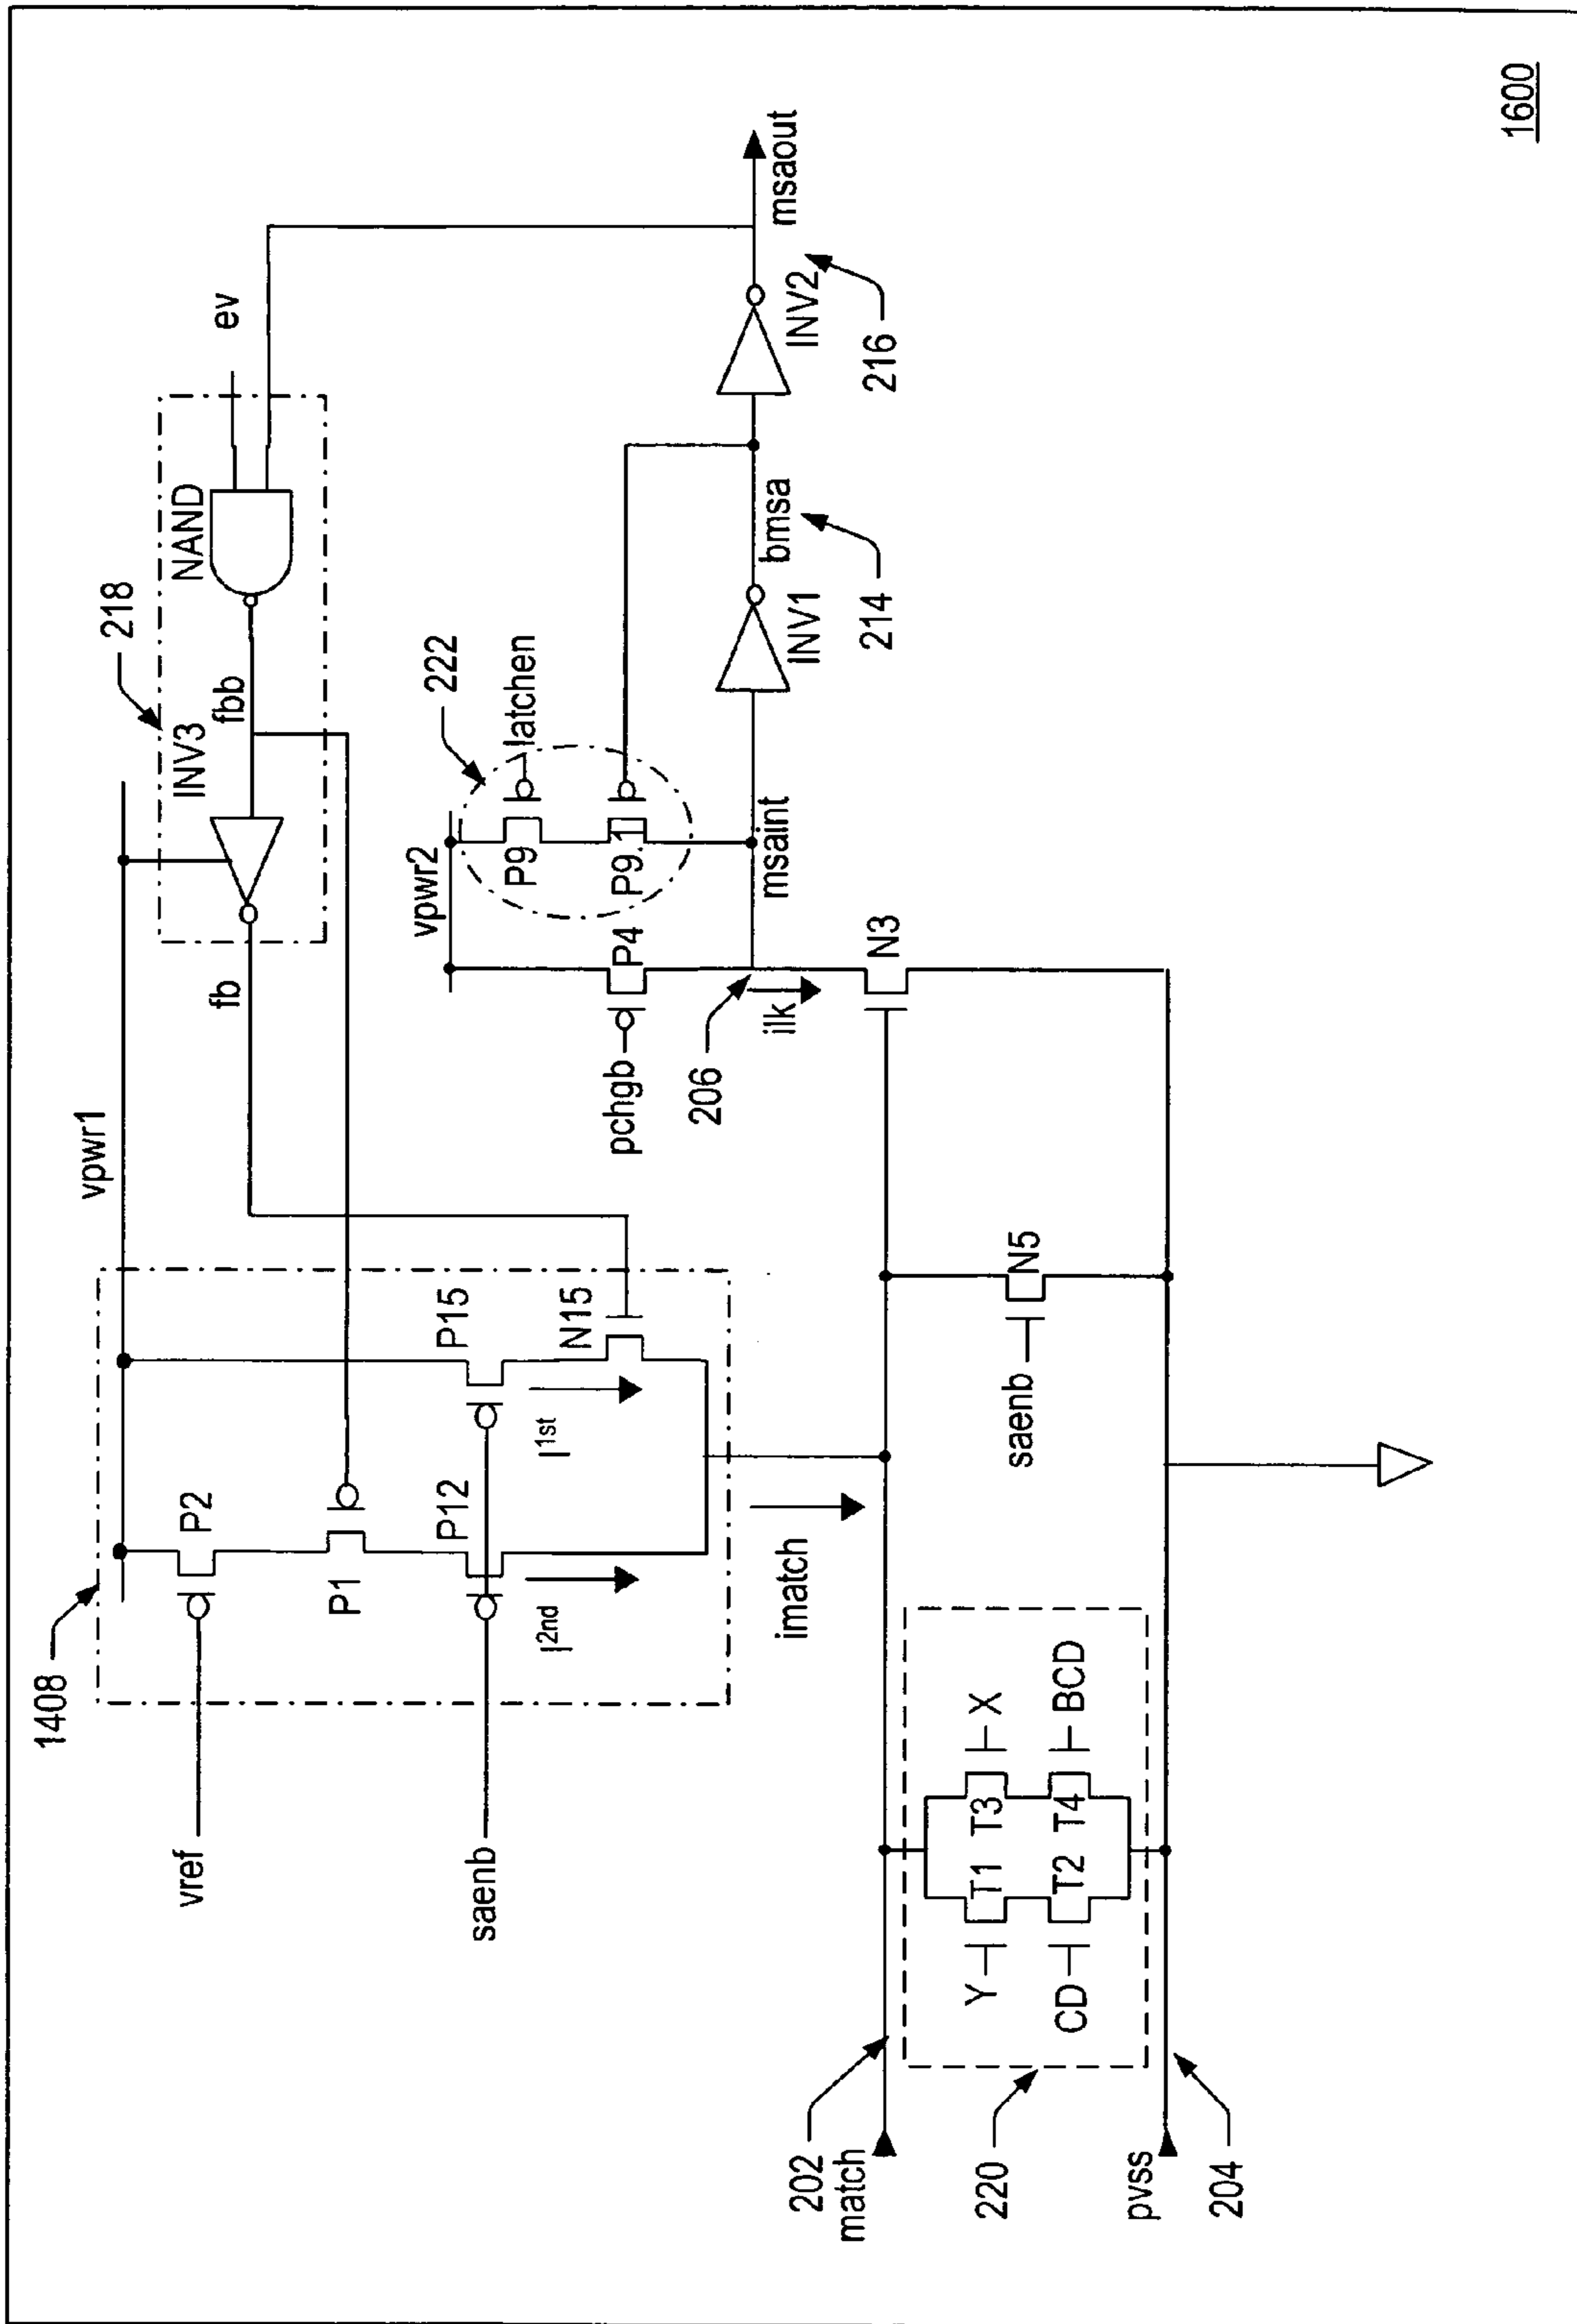 1408
vpwr1
218
INV3
NAND
ev
fbb
fb
vref
P2
P1
P12
P15
N15
I2nd
I1st
saenb
imatch
vpwr2
222
P9
latchen
P9.1
P4
pchgb
206
ilk
msaint
INV1
bmsa
214
INV2
216
msaout
N3
N5
saenb
202
match
220
Y
T1
T3
X
CD
T2
T4
BCD
pvss
204
1600